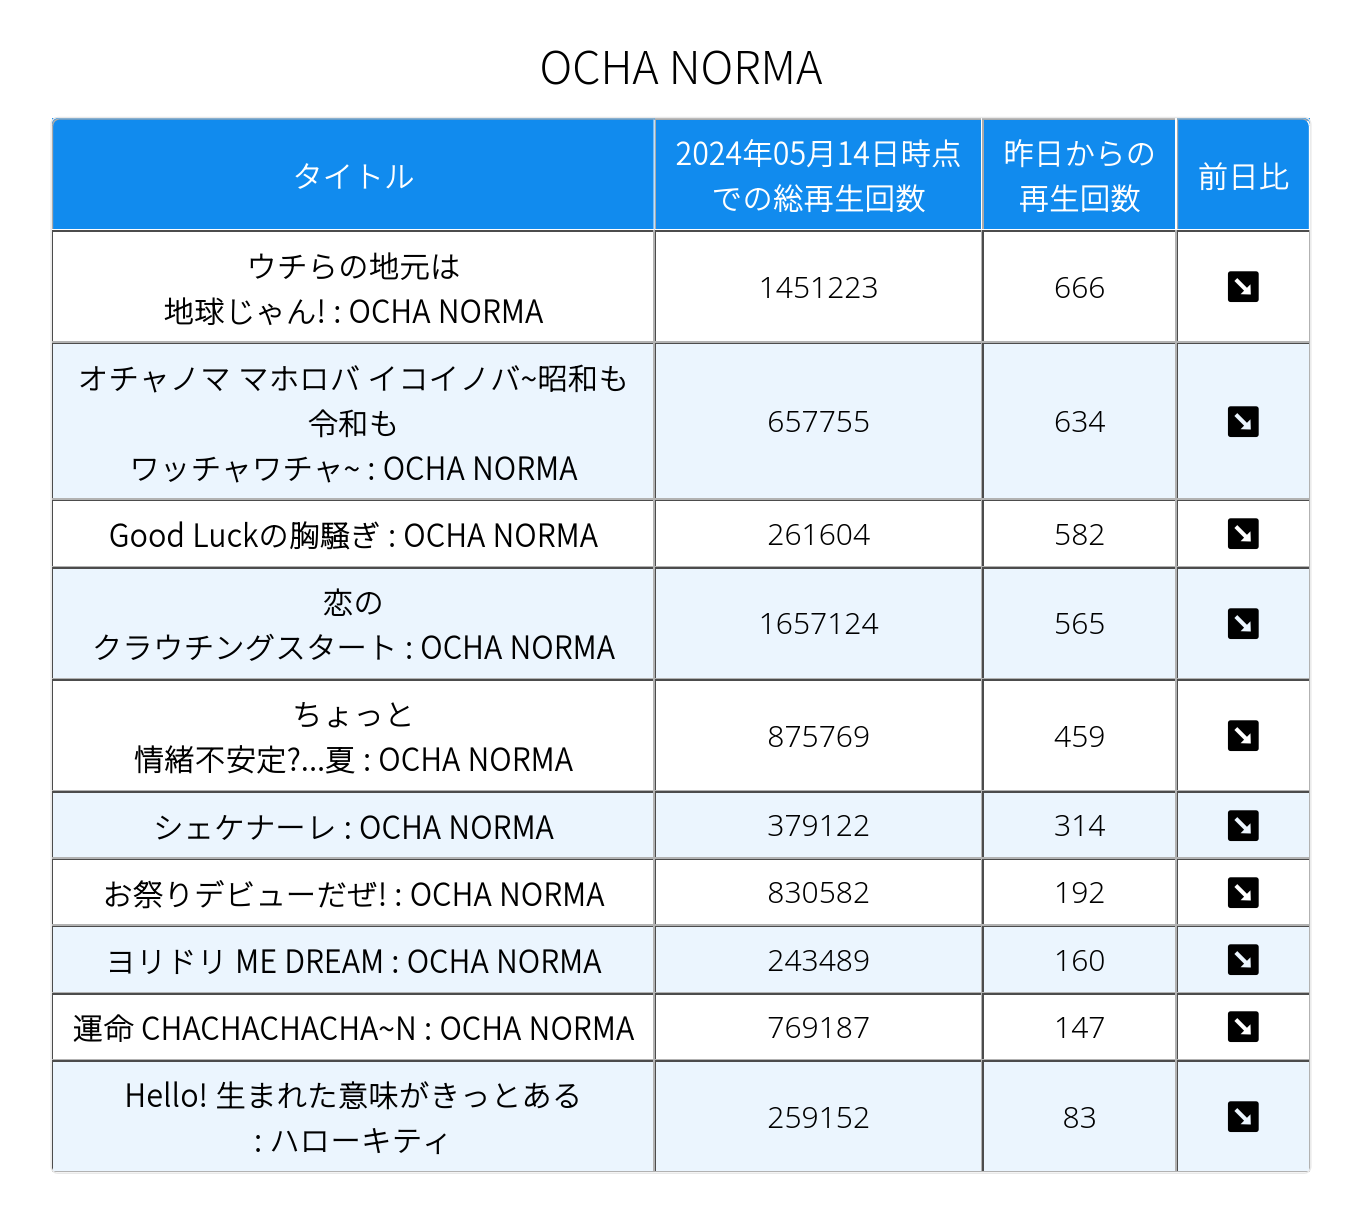 OCHA NORMA
タイトル
2024年05月14日時点
での総再生回数
昨日からの
再生回数
前日比
ウチらの地元は
地球じゃん! : OCHA NORMA
1451223
666
オチャノマ マホロバ イコイノバ~昭和も
令和も
ワッチャワチャ~ : OCHA NORMA
657755
634
Good Luckの胸騒ぎ : OCHA NORMA
261604
582
恋の
クラウチングスタート : OCHA NORMA
1657124
565
ちょっと
情緒不安定?...夏 : OCHA NORMA
875769
459
シェケナーレ : OCHA NORMA
379122
314
お祭りデビューだぜ! : OCHA NORMA
830582
192
ヨリドリ ME DREAM : OCHA NORMA
243489
160
運命 CHACHACHACHA~N : OCHA NORMA
769187
147
Hello! 生まれた意味がきっとある
: ハローキティ
259152
83